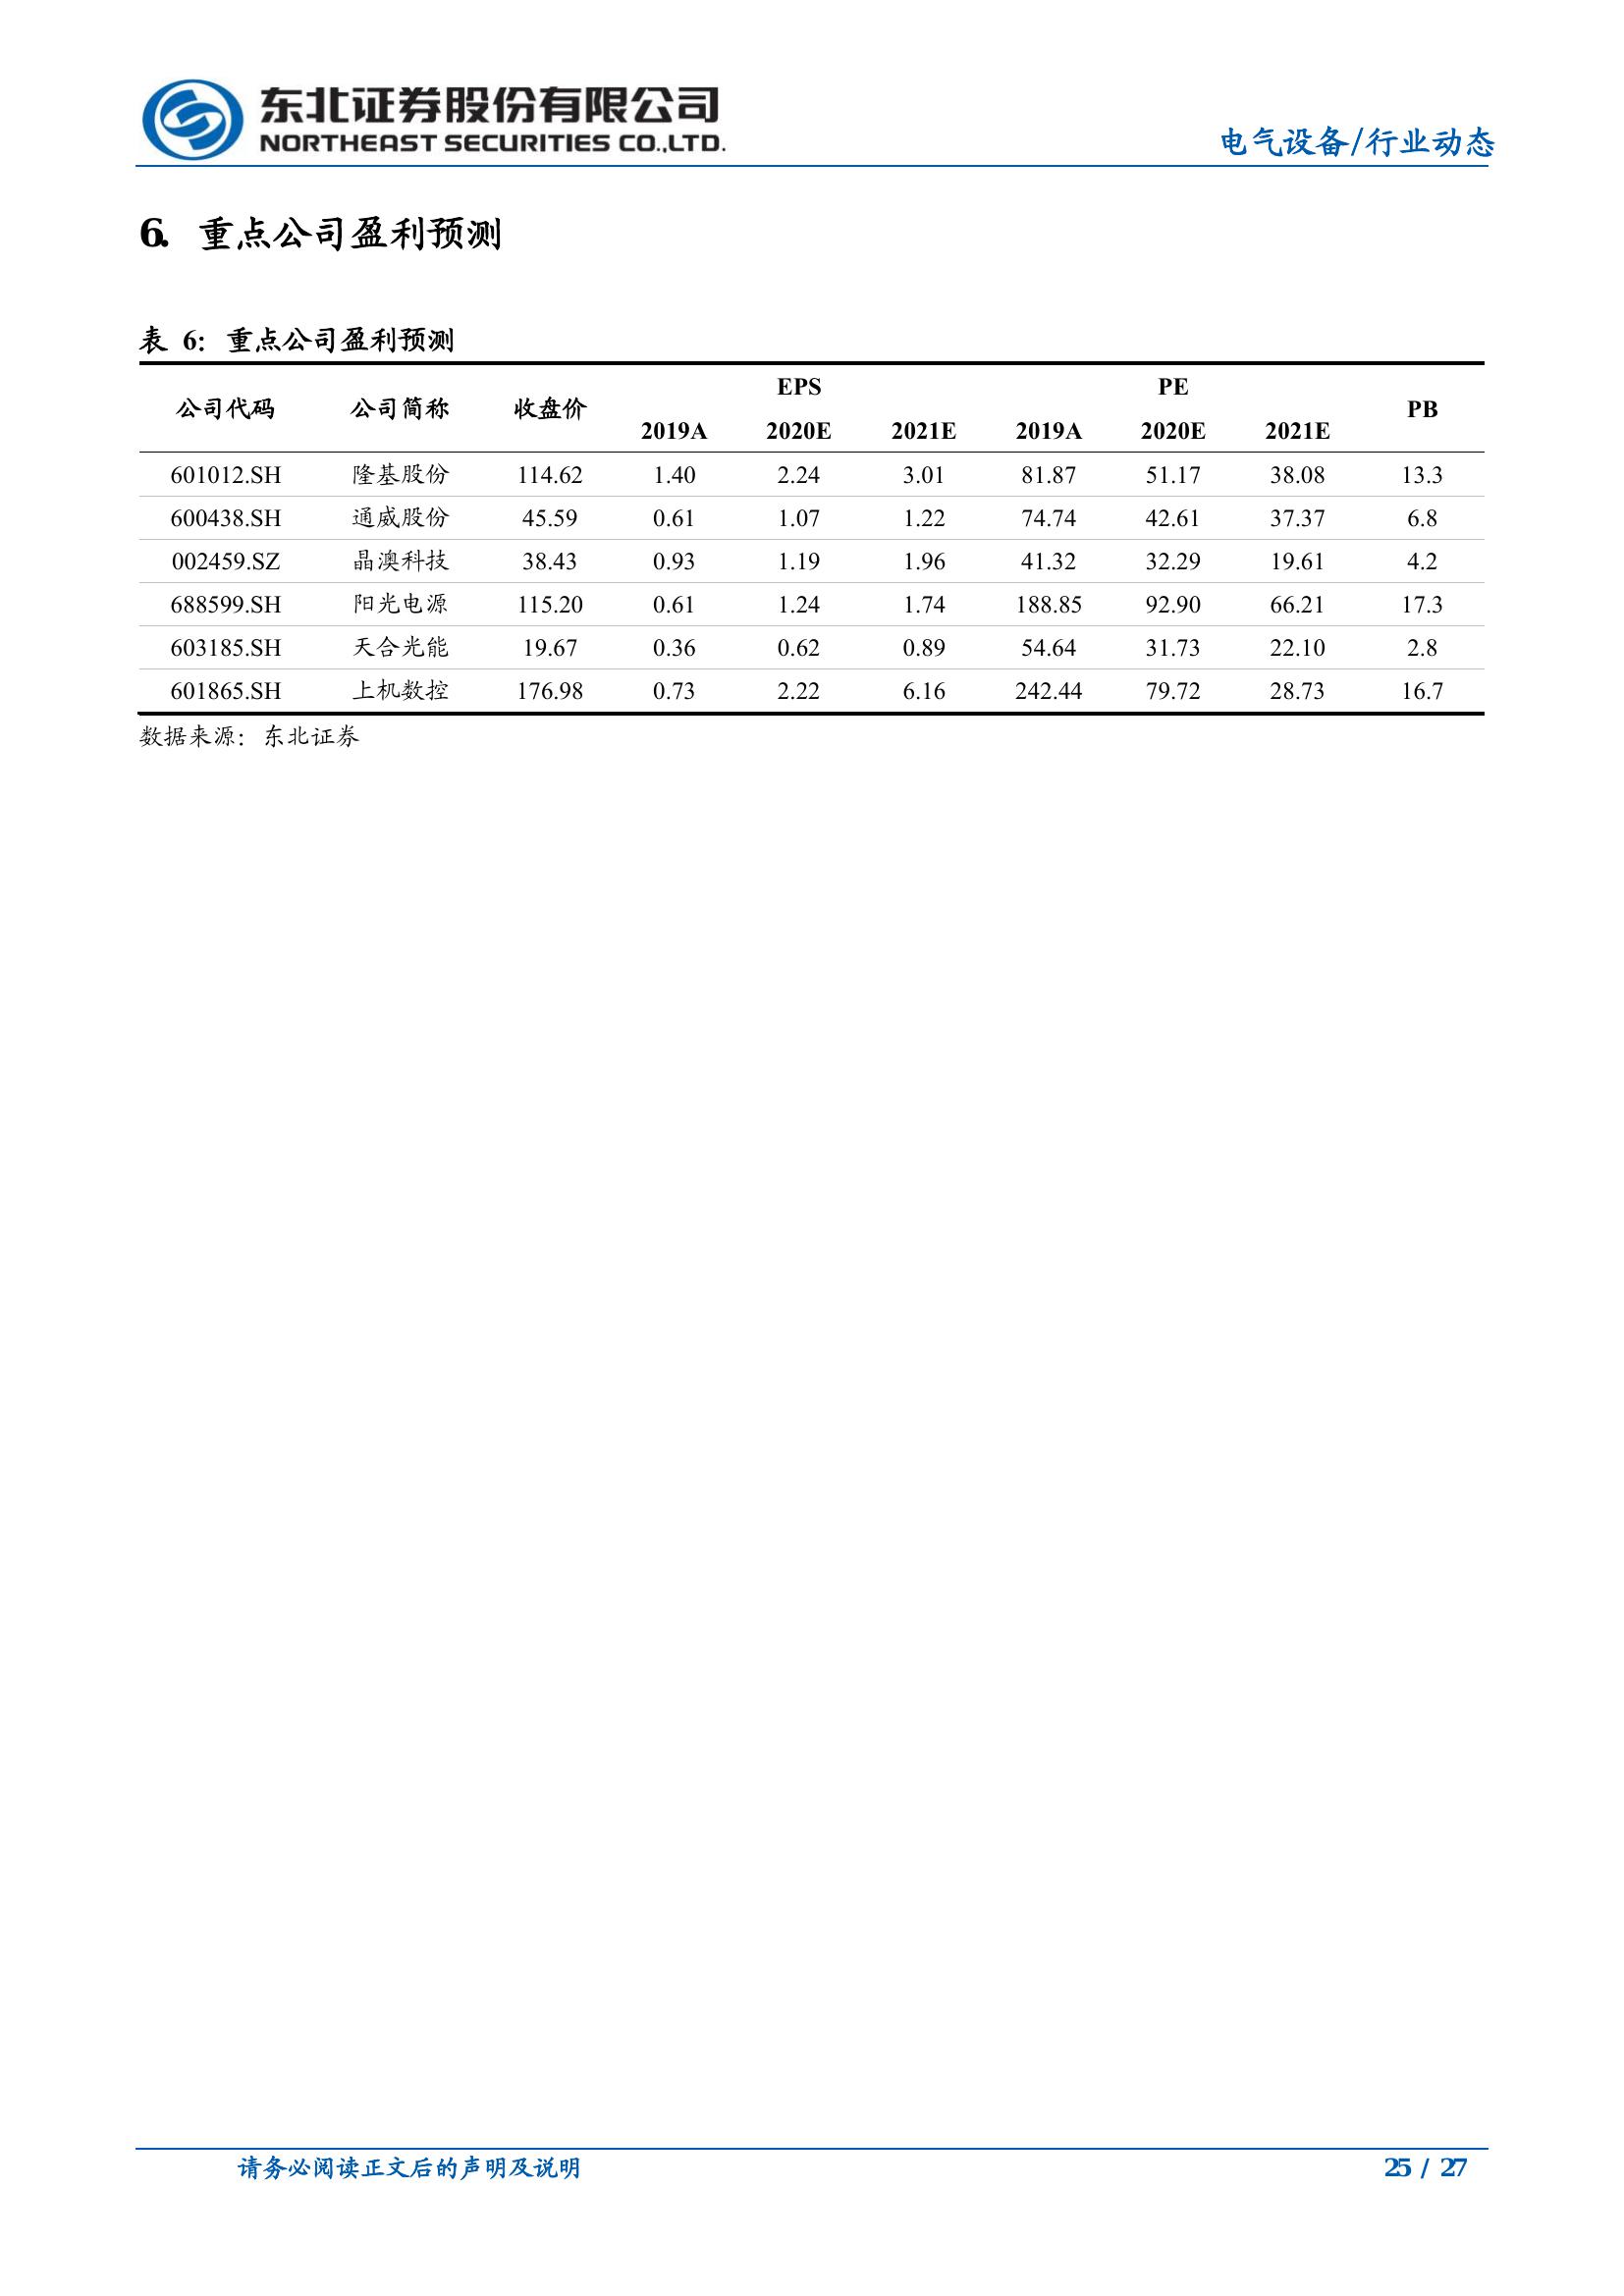 东北证券股份有限公司
NORTHEAST SECURITIES CO.,LTD.
电气设备/行业动态
6. 重点公司盈利预测
表 6：重点公司盈利预测
公司代码 公司简称 收盘价 EPS PE PB
2019A 2020E 2021E 2019A 2020E 2021E
601012.SH 隆基股份 114.62 1.40 2.24 3.01 81.87 51.17 38.08 13.3
600438.SH 通威股份 45.59 0.61 1.07 1.22 74.74 42.61 37.37 6.8
002459.SZ 晶澳科技 38.43 0.93 1.19 1.96 41.32 32.29 19.61 4.2
688599.SH 阳光电源 115.20 0.61 1.24 1.74 188.85 92.90 66.21 17.3
603185.SH 天合光能 19.67 0.36 0.62 0.89 54.64 31.73 22.10 2.8
601865.SH 上机数控 176.98 0.73 2.22 6.16 242.44 79.72 28.73 16.7
数据来源：东北证券
请务必阅读正文后的声明及说明
25 / 27